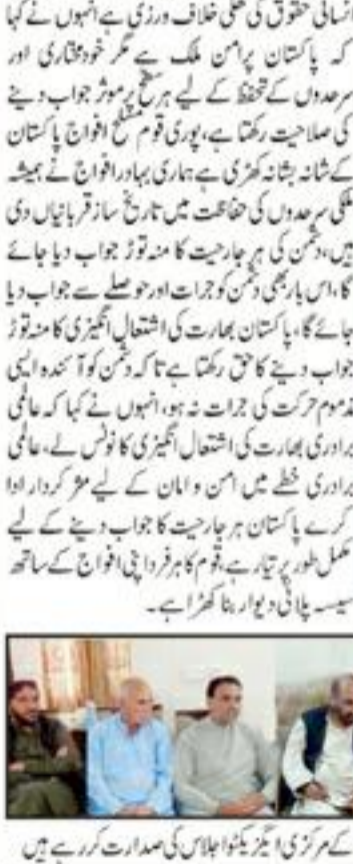 انسانی حقوق کی کھلی خلاف ورزی ہے انہوں نے کہا
کہ پاکستان پرامن ملک ہے مگر خودمختاری اور
سرحدوں کے تحفظ کے لیے ہر سطح پر موثر جواب دینے
کی صلاحیت رکھتا ہے، پوری قوم مسلح افواج پاکستان
کے شانہ بشانہ کھڑی ہے ہماری بہادر افواج نے ہمیشہ
ملکی سرحدوں کی حفاظت میں تاریخ ساز قربانیاں دی
ہیں، دشمن کی ہر جارحیت کا منہ توڑ جواب دیا جائے
گا، اس بار بھی دشمن کو جرات اور حوصلے سے جواب دیا
جائے گا، پاکستان بھارت کی اشتعال انگیزی کا منہ توڑ
جواب دینے کا حق رکھتا ہے تا کہ دشمن کو آئندہ ایسی
مذموم حرکت کی جرات نہ ہو، انہوں نے کہا کہ عالمی
برادری بھارت کی اشتعال انگیزی کا نوٹس لے، عالمی
برادری خطے میں امن و امان کے لیے مثر کردار ادا
کرے پاکستان ہر جارحیت کا جواب دینے کے لیے
مکمل طور پر تیار ہے، قوم کا ہر فرد اپنی افواج کے ساتھ
سیسہ پلائی دیوار بنا کھڑا ہے۔
کے مرکزی ایگزیکٹو اجلاس کی صدارت کررہے ہیں